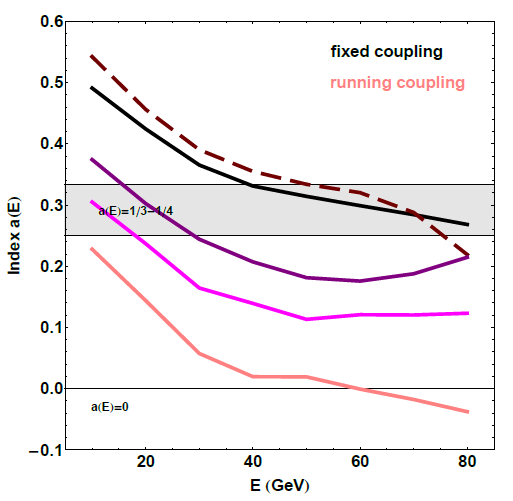 0.6
fixed coupling
running coupling
0.5
0.4
0.3
a(E)=1/3-1/4
0.2
0.1
0.0
a(E)=0
-0.1
Index a(E)
20
40
60
80
E (GeV)